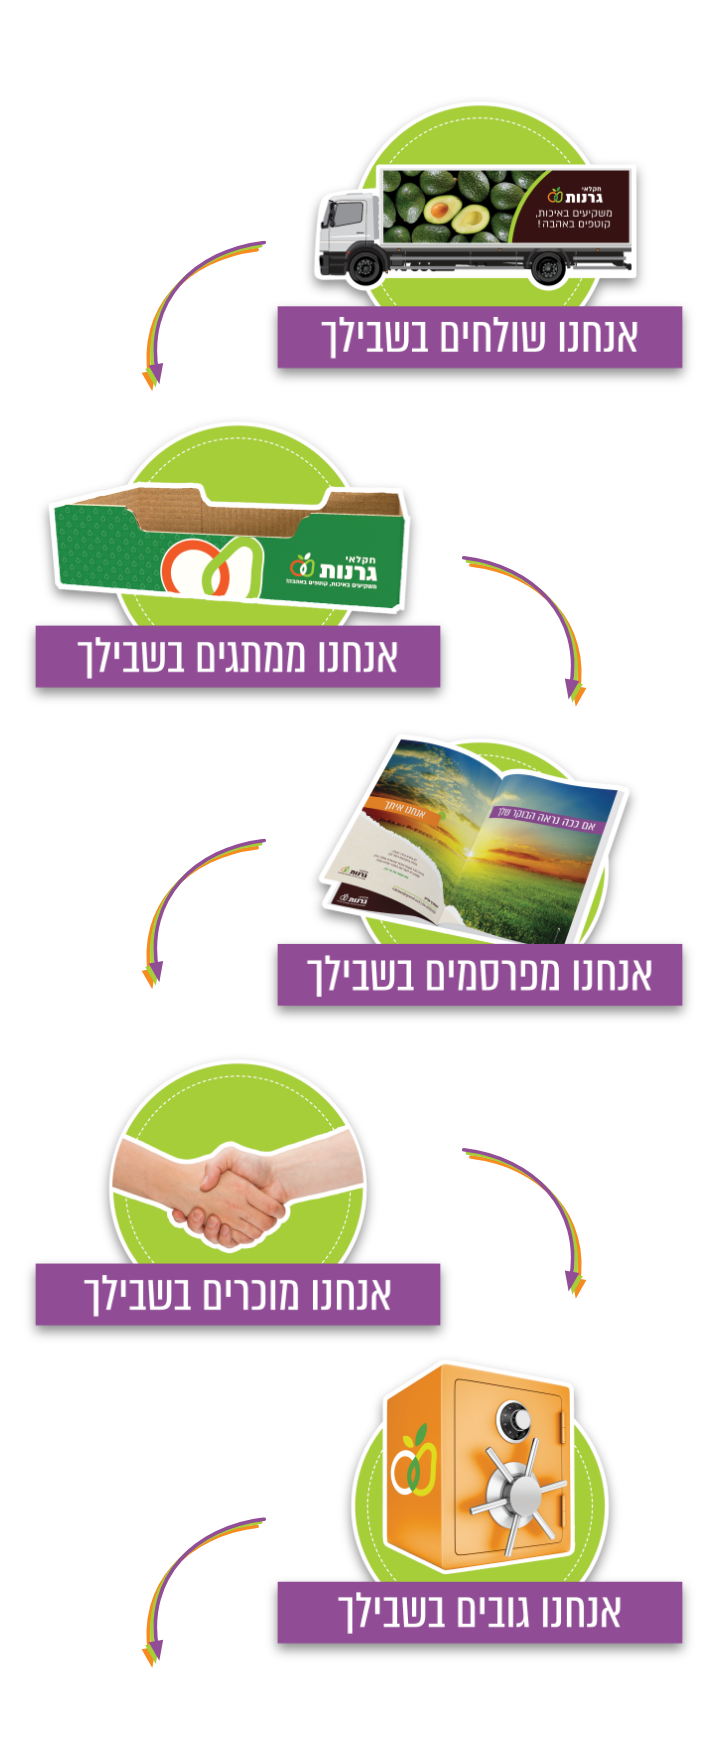 חקלאי
גרנות
משקיעים באיכות,
קוטפים באהבה!
אנחנו שולחים בשבילך
חקלאי
גרנות
משקיעים באיכות, קוטפים באהבה!
אנחנו ממתגים בשבילך
אם ככה נראה הבוקר שלך
אנחנו איתך
גרנות
גרנות
אנחנו מפרסמים בשבילך
אנחנו מוכרים בשבילך
אנחנו גובים בשבילך